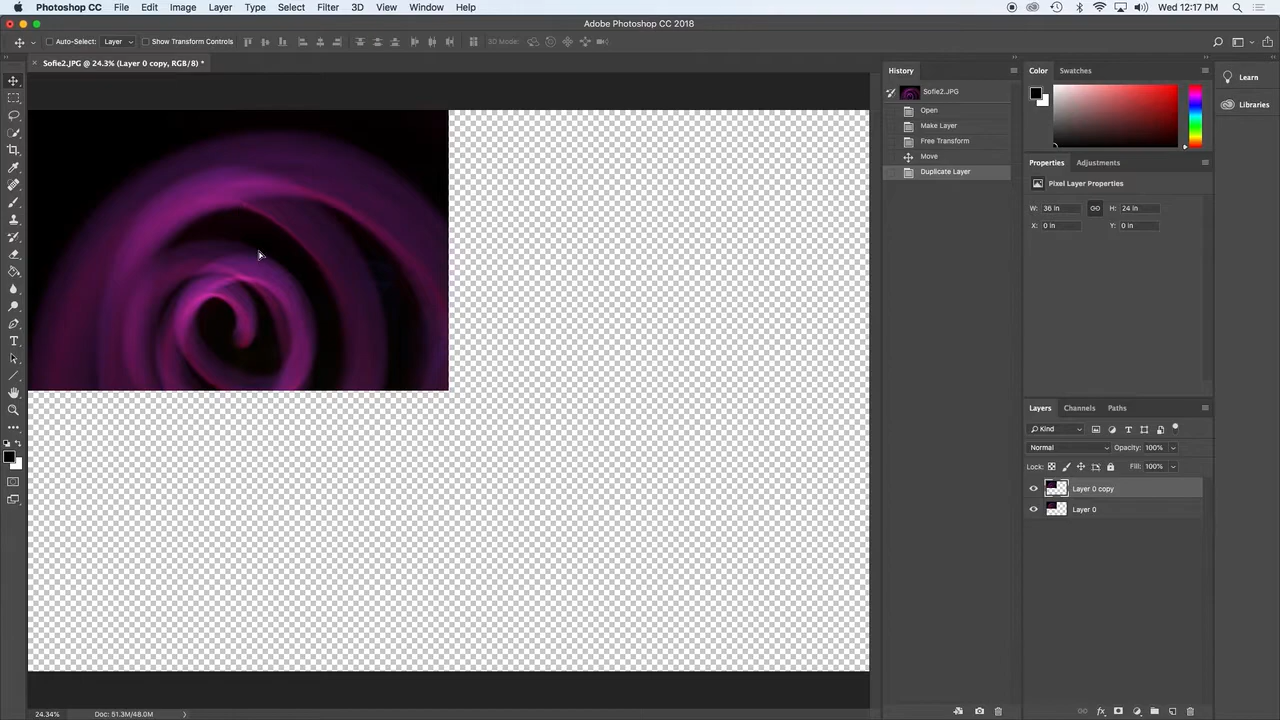 Photoshop CC File Edit Image Layer Type Select Filter 3D View Window Help Wed 12:17 PM
Adobe Photoshop CC 2018
Auto-Select: Layer Show Transform Controls 3D Mode:
Sofie2.JPG @ 24.3% (Layer 0 copy, RGB/8) *
History
Sofie2.JPG
Open
Make Layer
Free Transform
Move
Duplicate Layer
Color Swatches
Properties Adjustments
Pixel Layer Properties
W: 36 in H: 24 in
X: 0 in Y: 0 in
Layers Channels Paths
Kind
Normal Opacity: 100%
Lock: Fill: 100%
Layer 0 copy
Layer 0
Learn
Libraries
24.34% Doc: 51.3M/48.0M